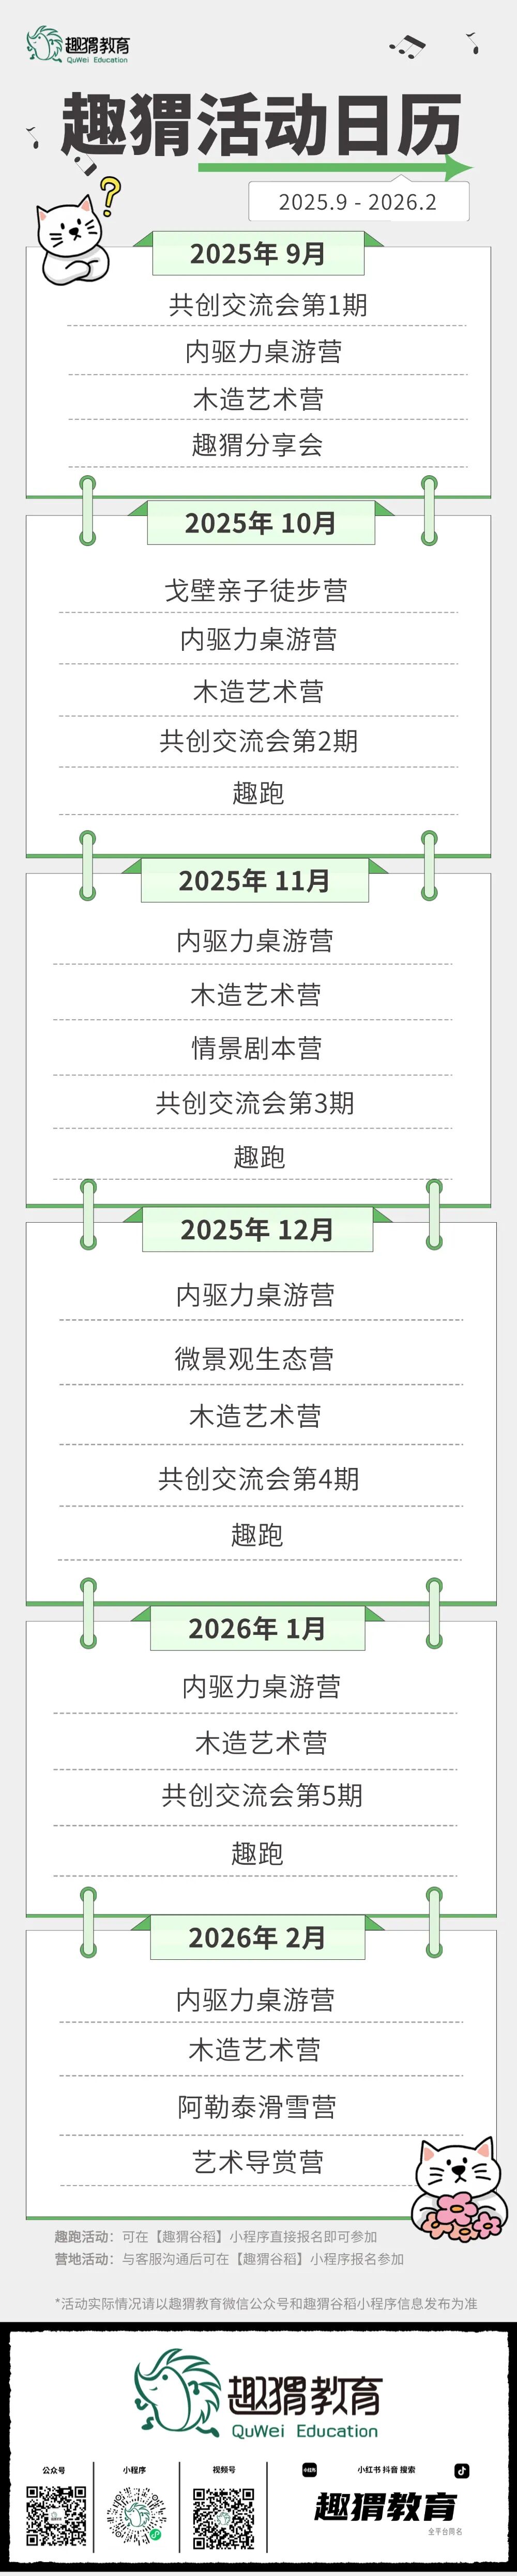 趣猬教育
QuWei Education
趣猬活动日历
2025.9 - 2026.2
?
2025年 9月
共创交流会第1期
内驱力桌游营
木造艺术营
趣猬分享会
2025年 10月
戈壁亲子徒步营
内驱力桌游营
木造艺术营
共创交流会第2期
趣跑
2025年 11月
内驱力桌游营
木造艺术营
情景剧本营
共创交流会第3期
趣跑
2025年 12月
内驱力桌游营
微景观生态营
木造艺术营
共创交流会第4期
趣跑
2026年 1月
内驱力桌游营
木造艺术营
共创交流会第5期
趣跑
2026年 2月
内驱力桌游营
木造艺术营
阿勒泰滑雪营
艺术导赏营
趣跑活动：可在【趣猬谷稻】小程序直接报名即可参加
营地活动：与客服沟通后可在【趣猬谷稻】小程序报名参加
*活动实际情况请以趣猬教育微信公众号和趣猬谷稻小程序信息发布为准
趣猬教育
QuWei Education
公众号
小程序
视频号
小红书
小红书 抖音 搜索
趣猬教育
全平台同名